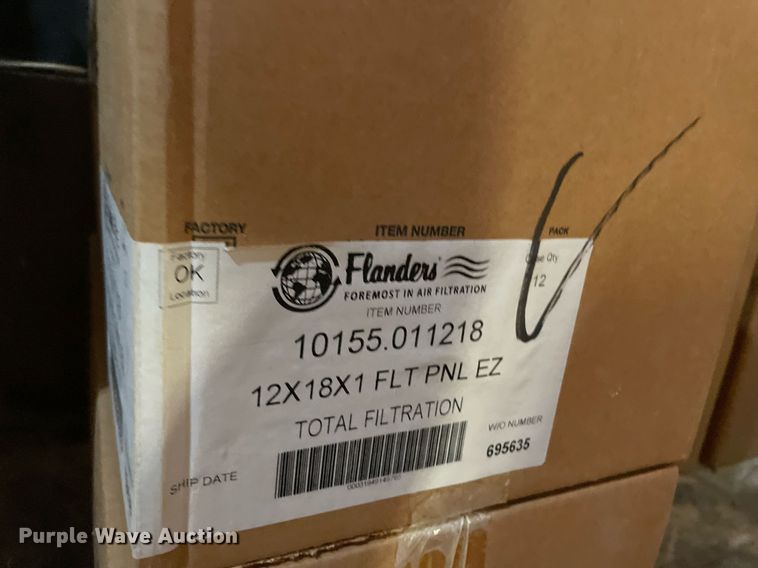 FACTORY
ITEM NUMBER
PACK
Factory
OK
Location
Flanders
FOREMOST IN AIR FILTRATION
Case Qty
12
ITEM NUMBER
10155.011218
12X18X1 FLT PNL EZ
TOTAL FILTRATION
W/O NUMBER
695635
SHIP DATE
Purple Wave Auction